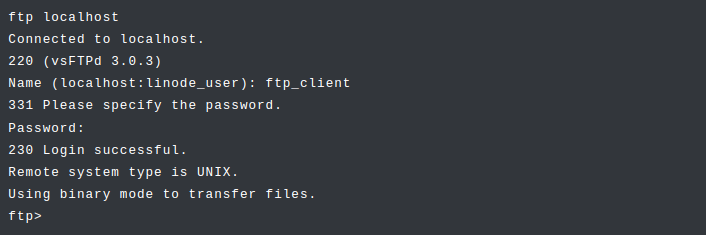 ftp localhost
Connected to localhost.
220 (vsFTPd 3.0.3)
Name (localhost:linode_user): ftp_client
331 Please specify the password.
Password:
230 Login successful.
Remote system type is UNIX.
Using binary mode to transfer files.
ftp>